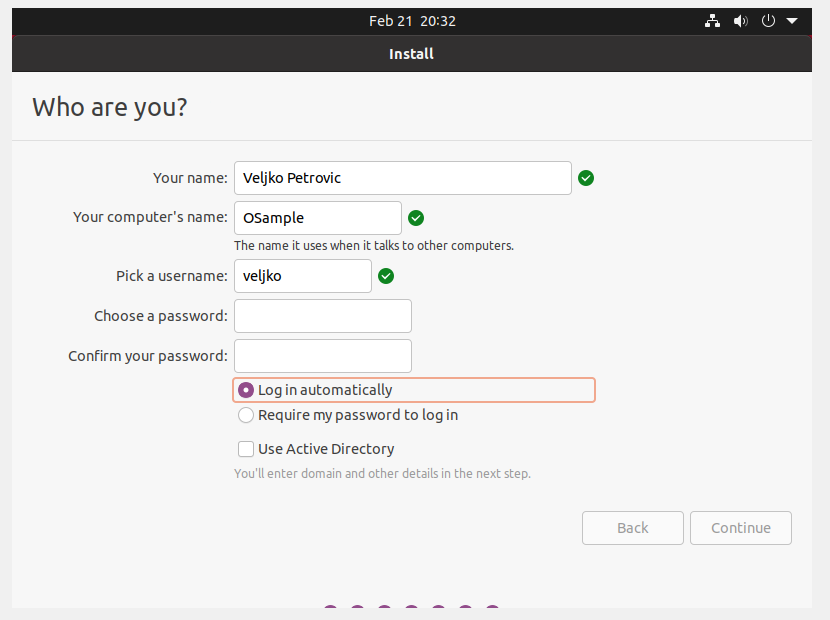 Feb 21 20:32
Install
Who are you?
Your name: Veljko Petrovic
Your computer's name: OSample
The name it uses when it talks to other computers.
Pick a username: veljko
Choose a password:
Confirm your password:
Log in automatically
Require my password to log in
Use Active Directory
You'll enter domain and other details in the next step.
Back Continue